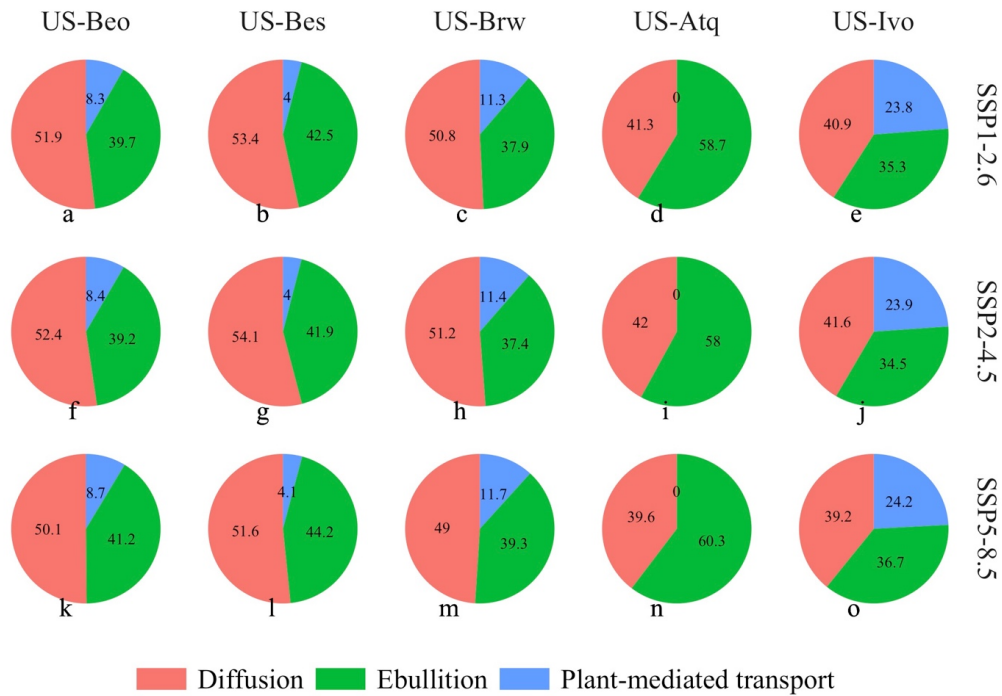 US-Beo US-Bes US-Brw US-Atq US-Ivo
8.3 4 11.3 0 23.8
51.9 39.7 53.4 42.5 50.8 37.9 41.3 58.7 40.9 35.3
SSP1-2.6
a b c d e
8.4 4 11.4 0 23.9
52.4 39.2 54.1 41.9 51.2 37.4 42 58 41.6 34.5
SSP2-4.5
f g h i j
8.7 4.1 11.7 0 24.2
50.1 41.2 51.6 44.2 49 39.3 39.6 60.3 39.2 36.7
SSP5-8.5
k l m n o
Diffusion Ebullition Plant-mediated transport